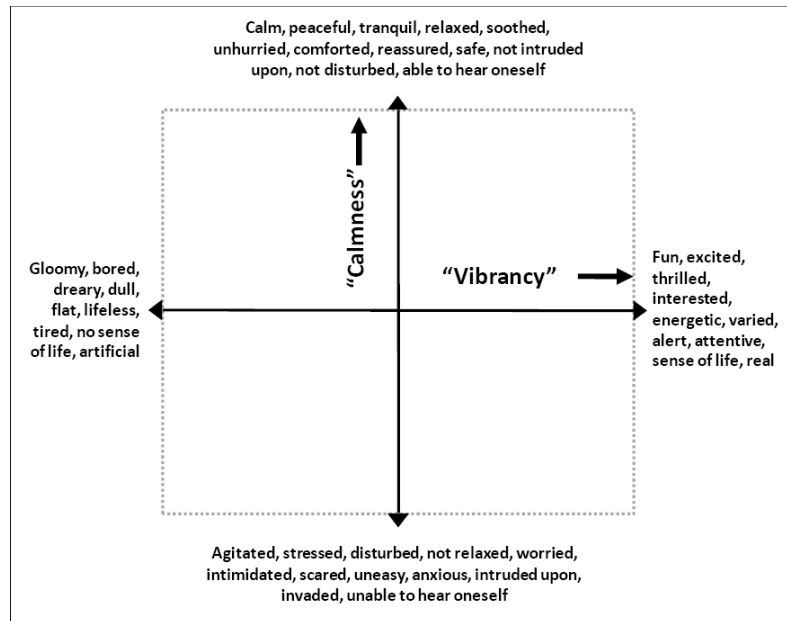 Calm, peaceful, tranquil, relaxed, soothed,
unhurried, comforted, reassured, safe, not intruded
upon, not disturbed, able to hear oneself
“Calmness”
“Vibrancy”
Gloomy, bored,
dreary, dull,
flat, lifeless,
tired, no sense
of life, artificial
Fun, excited,
thrilled,
interested,
energetic, varied,
alert, attentive,
sense of life, real
Agitated, stressed, disturbed, not relaxed, worried,
intimidated, scared, uneasy, anxious, intruded upon,
invaded, unable to hear oneself